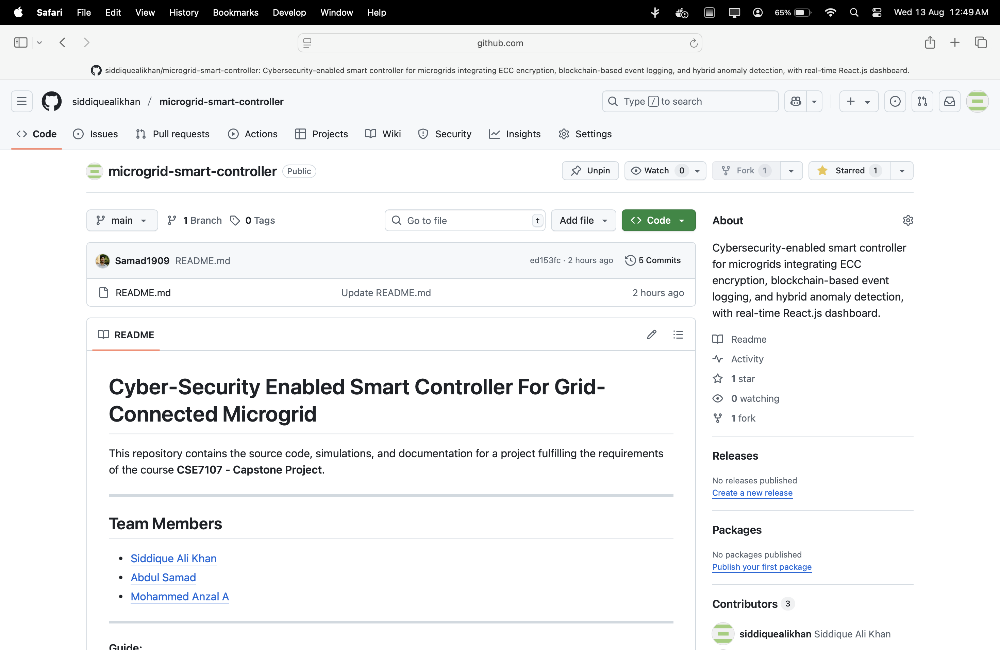 Safari File Edit View History Bookmarks Develop Window Help 65% Wed 13 Aug 12:49 AM
github.com
siddiquealikhan/microgrid-smart-controller: Cybersecurity-enabled smart controller for microgrids integrating ECC encryption, blockchain-based event logging, and hybrid anomaly detection, with real-time React.js dashboard.
siddiquealikhan / microgrid-smart-controller Type / to search
Code Issues Pull requests Actions Projects Wiki Security Insights Settings
microgrid-smart-controller Public Unpin Watch 0 Fork 1 Starred 1
main 1 Branch 0 Tags Go to file t Add file Code
Samad1909 README.md ed153fc · 2 hours ago 5 Commits
README.md Update README.md 2 hours ago
README
Cyber-Security Enabled Smart Controller For Grid-
Connected Microgrid
This repository contains the source code, simulations, and documentation for a project fulfilling the requirements
of the course CSE7107 - Capstone Project.
Team Members
• Siddique Ali Khan
• Abdul Samad
• Mohammed Anzal A
Guide:
About
Cybersecurity-enabled smart controller
for microgrids integrating ECC
encryption, blockchain-based event
logging, and hybrid anomaly detection,
with real-time React.js dashboard.
Readme
Activity
1 star
0 watching
1 fork
Releases
No releases published
Create a new release
Packages
No packages published
Publish your first package
Contributors 3
siddiquealikhan Siddique Ali Khan